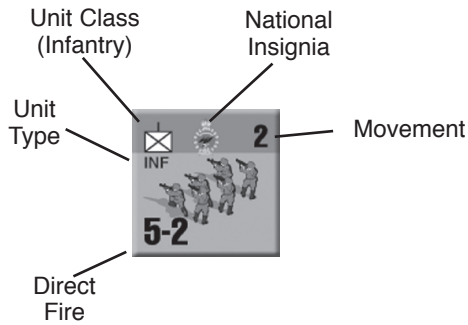 Unit Class
(Infantry)
National
Insignia
Unit
Type
2
Movement
INF
5-2
Direct
Fire